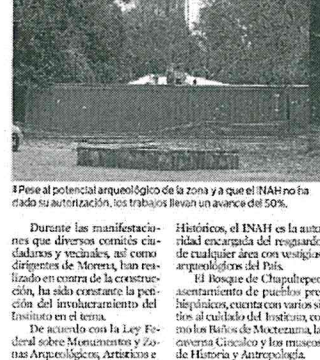 Pese al potencial arqueológico de la zona y a que el INAH no ha
dado su autorización, los trabajos llevan un avance del 50%.
Durante las manifestacio-
nes que diversos comités ciu-
dadanos y vecinales, así como
dirigentes de Morena, han rea-
lizado en contra de la construc-
ción, ha sido constante la peti-
ción del involucramiento del
Instituto en el tema.
De acuerdo con la Ley Fe-
deral sobre Monumentos y Zo-
nas Arqueológicos, Artísticos e
Históricos, el INAH es la auto
ridad encargada del resguardo
de cualquier área con vestigios
arqueológicos del País.
El Bosque de Chapultepec
asentamiento de pueblos pre
hispánicos, cuenta con varios si
tios al cuidado del Instituto, co
mo los Baños de Moctezuma, la
caverna Cincalco y los museos
de Historia y Antropología.